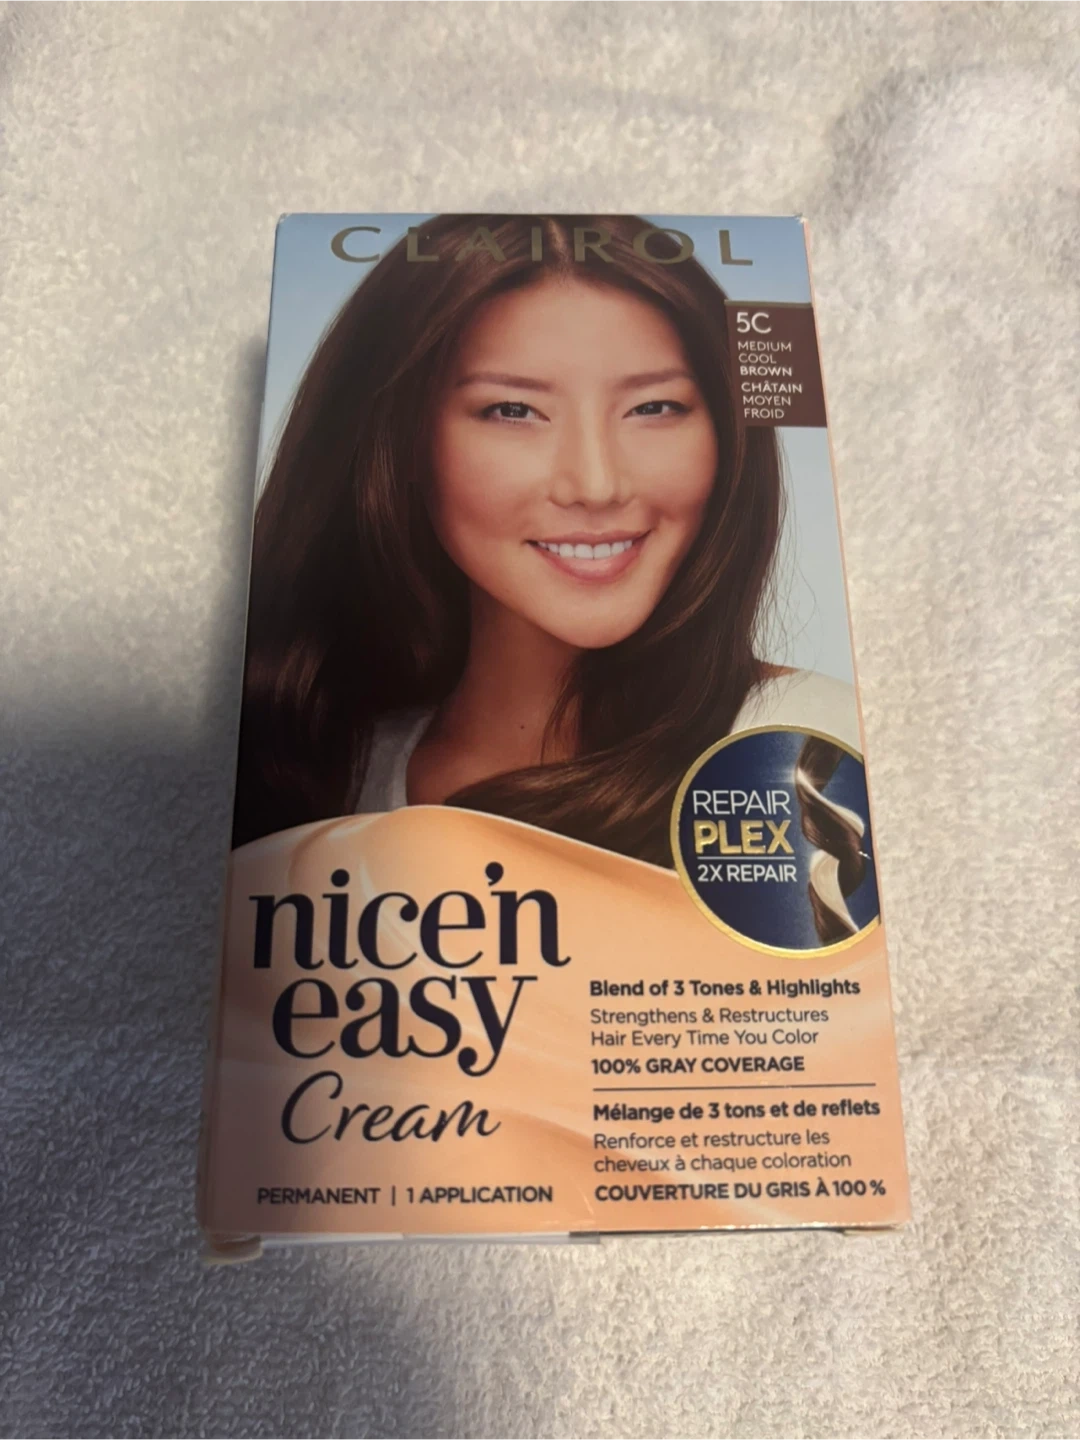 CLAIROL
5C
MEDIUM
COOL
BROWN
CHÂTAIN
MOYEN
FROID
REPAIR
PLEX
2X REPAIR
nice'n
easy
Cream
PERMANENT | 1 APPLICATION
Blend of 3 Tones & Highlights
Strengthens & Restructures
Hair Every Time You Color
100% GRAY COVERAGE
Mélange de 3 tons et de reflets
Renforce et restructure les
cheveux à chaque coloration
COUVERTURE DU GRIS À 100 %